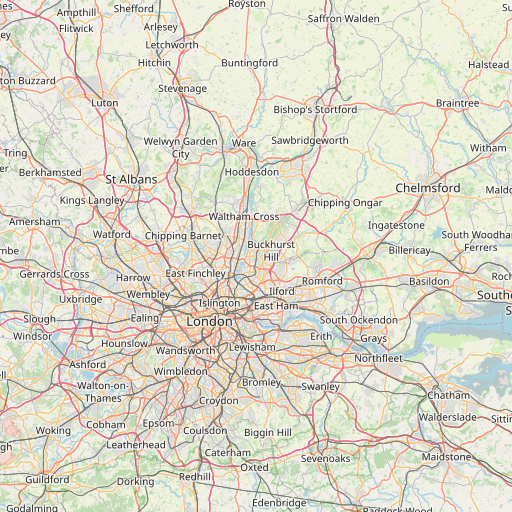 Royston
Ampthill
Shefford
Saffron Walden
Arlesey
Flitwick
Letchworth
Hitchin
Buntingford
Halstead
Buzzard
Stevenage
Luton
Braintree
Bishop's Stortford
Welwyn Garden
City
Ware
Sawbridgeworth
Witham
Tring
Berkhamsted
Hoddesdon
St Albans
Chelmsford
Kings Langley
Chipping Ongar
Waltham Cross
Amersham
Ingatestone
Watford
Chipping Barnet
South Woodham
Ferrers
Buckhurst
Hill
Billericay
Gerrards Cross
Harrow
East Finchley
Romford
Basildon
Uxbridge
Wembley
Ilford
Islington
East Ham
Slough
Ealing
London
South Ockendon
Windsor
Hounslow
Erith
Grays
Wandsworth
Lewisham
Northfleet
Ashford
Wimbledon
Walton-on-
Thames
Bromley
Swanley
Chatham
Croydon
Walderslade
Cobham
Epsom
Woking
Coulsdon
Biggin Hill
Leatherhead
Caterham
Sevenoaks
Maidstone
Oxted
Guildford
Dorking
Redhill
Edenbridge
Godalming
Paddock Wood